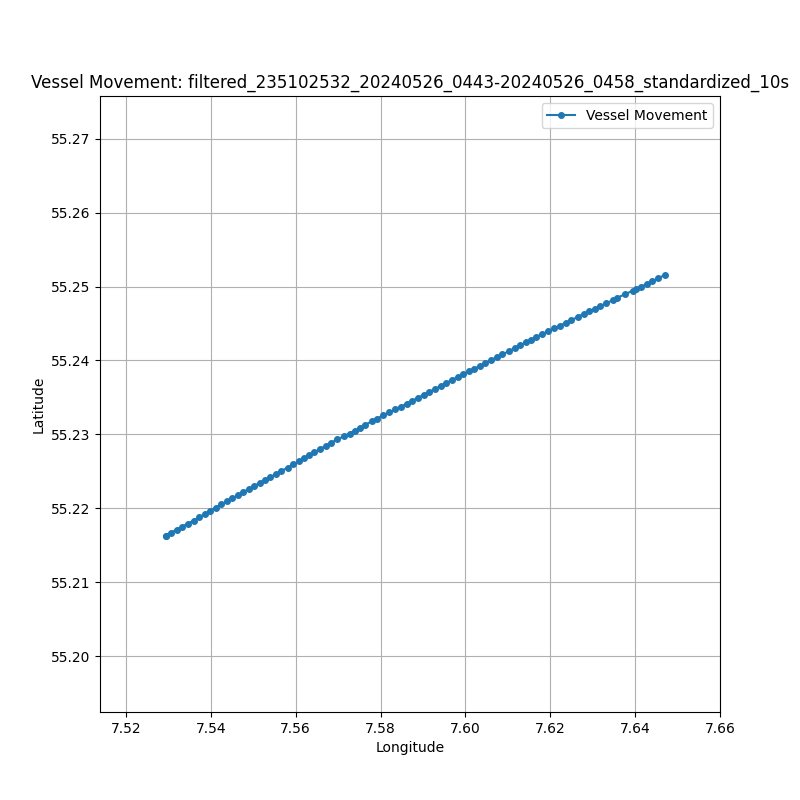 Vessel Movement: filtered_235102532_20240526_0443-20240526_0458_standardized_10s
Vessel Movement
55.27
55.26
55.25
55.24
55.23
55.22
55.21
55.20
Latitude
7.52 7.54 7.56 7.58 7.60 7.62 7.64 7.66
Longitude